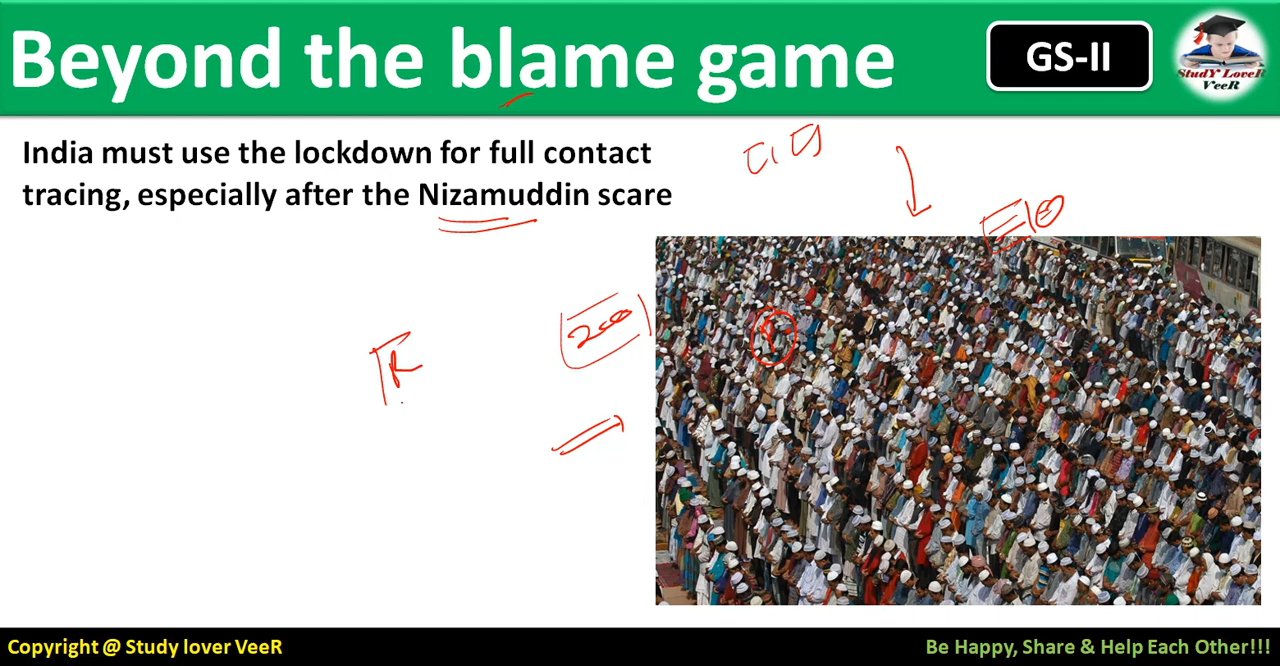 Beyond the blame game
GS-II
StudY LoveR
VeeR
India must use the lockdown for full contact
tracing, especially after the Nizamuddin scare
2000
R
P
Copyright @ Study lover VeeR
Be Happy, Share & Help Each Other!!!